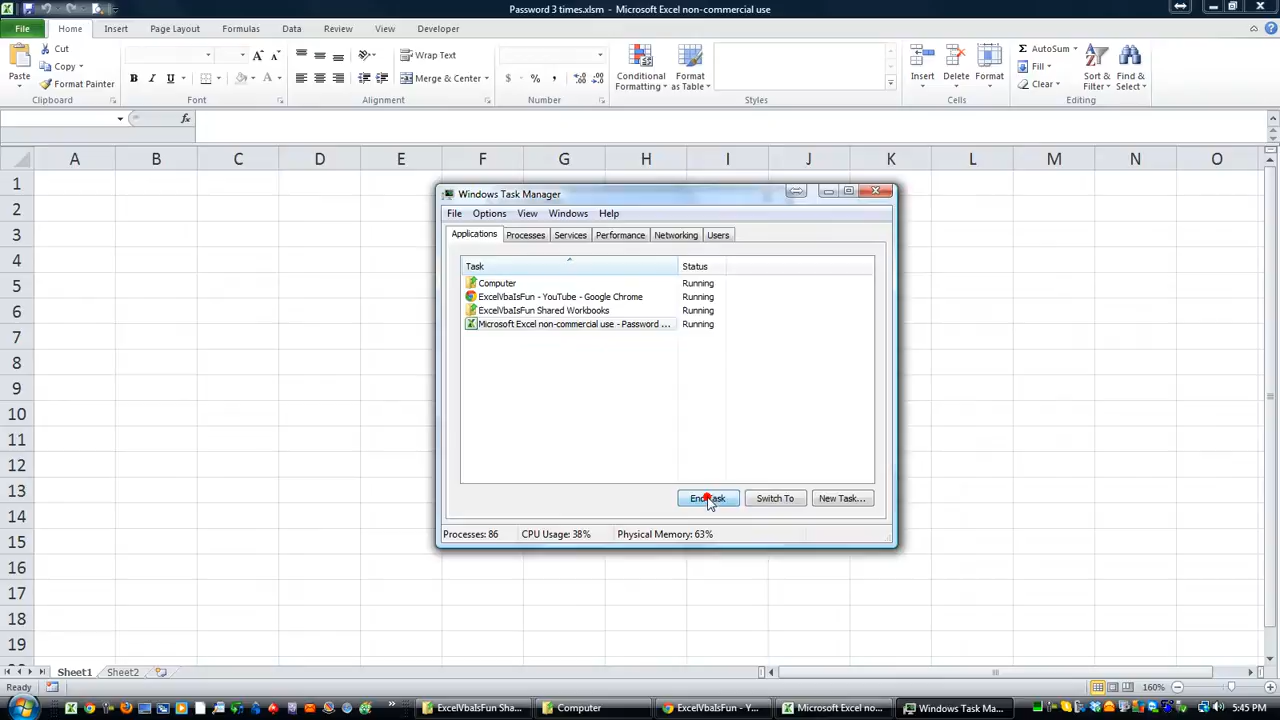 Password 3 times.xlsm - Microsoft Excel non-commercial use
File Home Insert Page Layout Formulas Data Review View Developer
Paste
Cut
Copy
Format Painter
Clipboard
B I U
A A
Font
Wrap Text
Merge & Center
Alignment
$ % ,
Number
Conditional Formatting
Format as Table
Styles
Insert
Delete
Format
Cells
AutoSum
Fill
Clear
Sort & Filter
Find & Select
Editing
fx
A B C D E F G H I J K L M N O
1
2
3
4
5
6
7
8
9
10
11
12
13
14
15
16
17
18
19
Windows Task Manager
File Options View Windows Help
Applications Processes Services Performance Networking Users
Task Status
Computer Running
ExcelVbaIsFun - YouTube - Google Chrome Running
ExcelVbaIsFun Shared Workbooks Running
Microsoft Excel non-commercial use - Password ... Running
End Task Switch To New Task...
Processes: 86 CPU Usage: 38% Physical Memory: 63%
Sheet1 Sheet2
Ready 160%
ExcelVbaIsFun Sha... Computer ExcelVbaIsFun - Y... Microsoft Excel no... Windows Task Ma... 5:45 PM